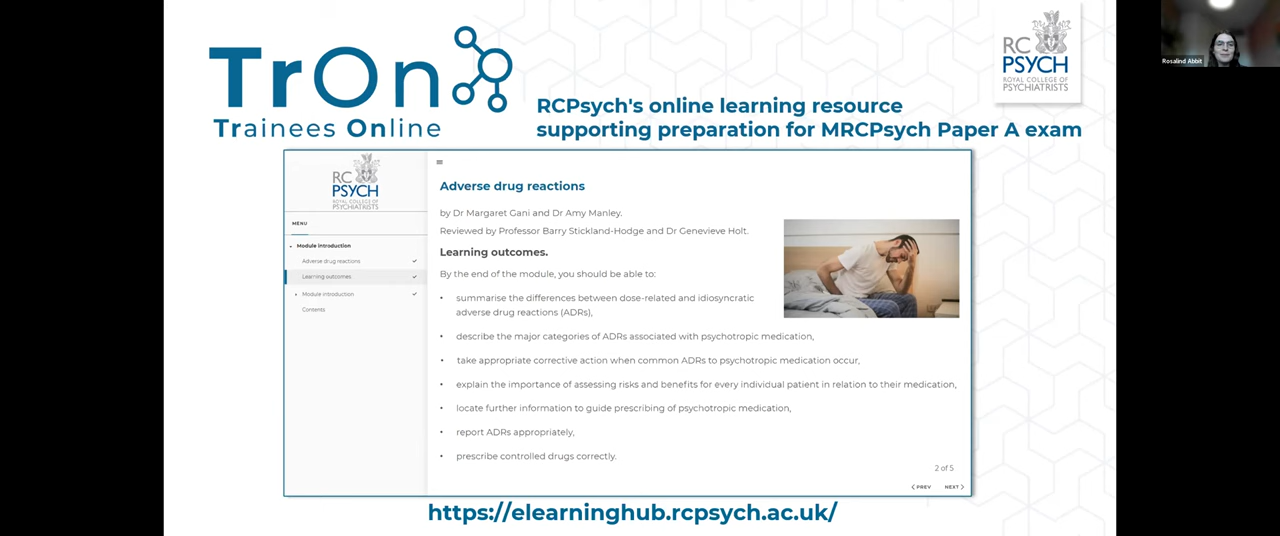 TrOn
Trainees Online
RCPsych's online learning resource
supporting preparation for MRCPsych Paper A exam
RC
PSYCH
ROYAL COLLEGE OF
PSYCHIATRISTS
Rosalind Abbit
RC
PSYCH
ROYAL COLLEGE OF
PSYCHIATRISTS
MENU
Module introduction
Adverse drug reactions
Learning outcomes
Module introduction
Contents
Adverse drug reactions
by Dr Margaret Gani and Dr Amy Manley.
Reviewed by Professor Barry Stickland-Hodge and Dr Genevieve Holt.
Learning outcomes.
By the end of the module, you should be able to:
• summarise the differences between dose-related and idiosyncratic
adverse drug reactions (ADRs),
• describe the major categories of ADRs associated with psychotropic medication,
• take appropriate corrective action when common ADRs to psychotropic medication occur,
• explain the importance of assessing risks and benefits for every individual patient in relation to their medication,
• locate further information to guide prescribing of psychotropic medication,
• report ADRs appropriately,
• prescribe controlled drugs correctly.
2 of 5
PREV NEXT
https://elearninghub.rcpsych.ac.uk/